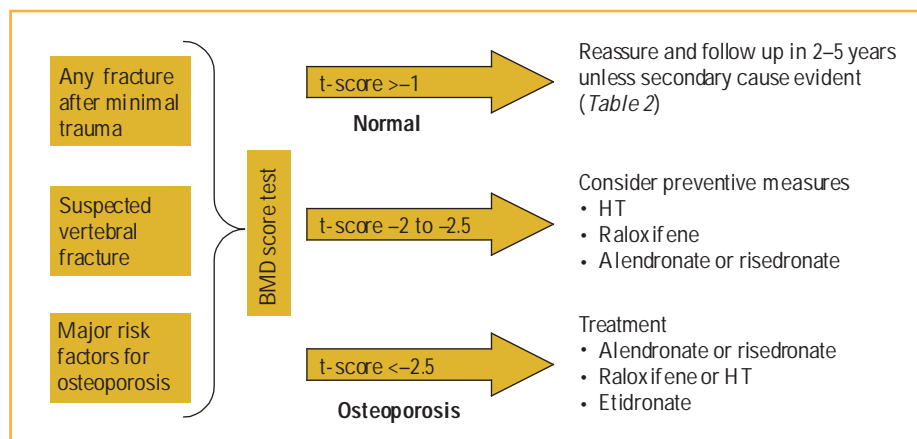 Any fracture
after minimal
trauma
Suspected
vertebral
fracture
Major risk
factors for
osteoporosis
BMD score test
t-score >–1
Normal
Reassure and follow up in 2–5 years
unless secondary cause evident
(Table 2)
t-score –2 to –2.5
Consider preventive measures
• HT
• Raloxifene
• Alendronate or risedronate
t-score <–2.5
Osteoporosis
Treatment
• Alendronate or risedronate
• Raloxifene or HT
• Etidronate